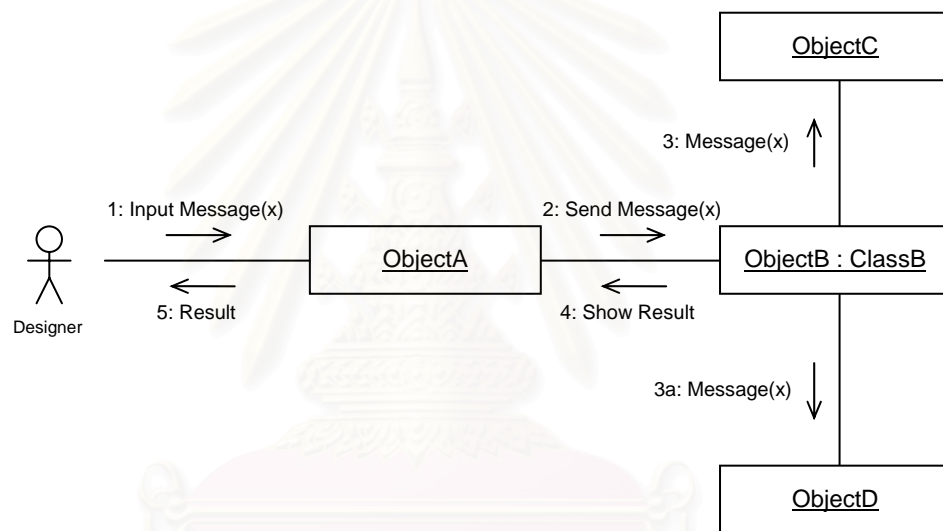 ObjectC
3: Message(x)
1: Input Message(x)
2: Send Message(x)
ObjectA
ObjectB : ClassB
5: Result
4: Show Result
Designer
3a: Message(x)
ObjectD